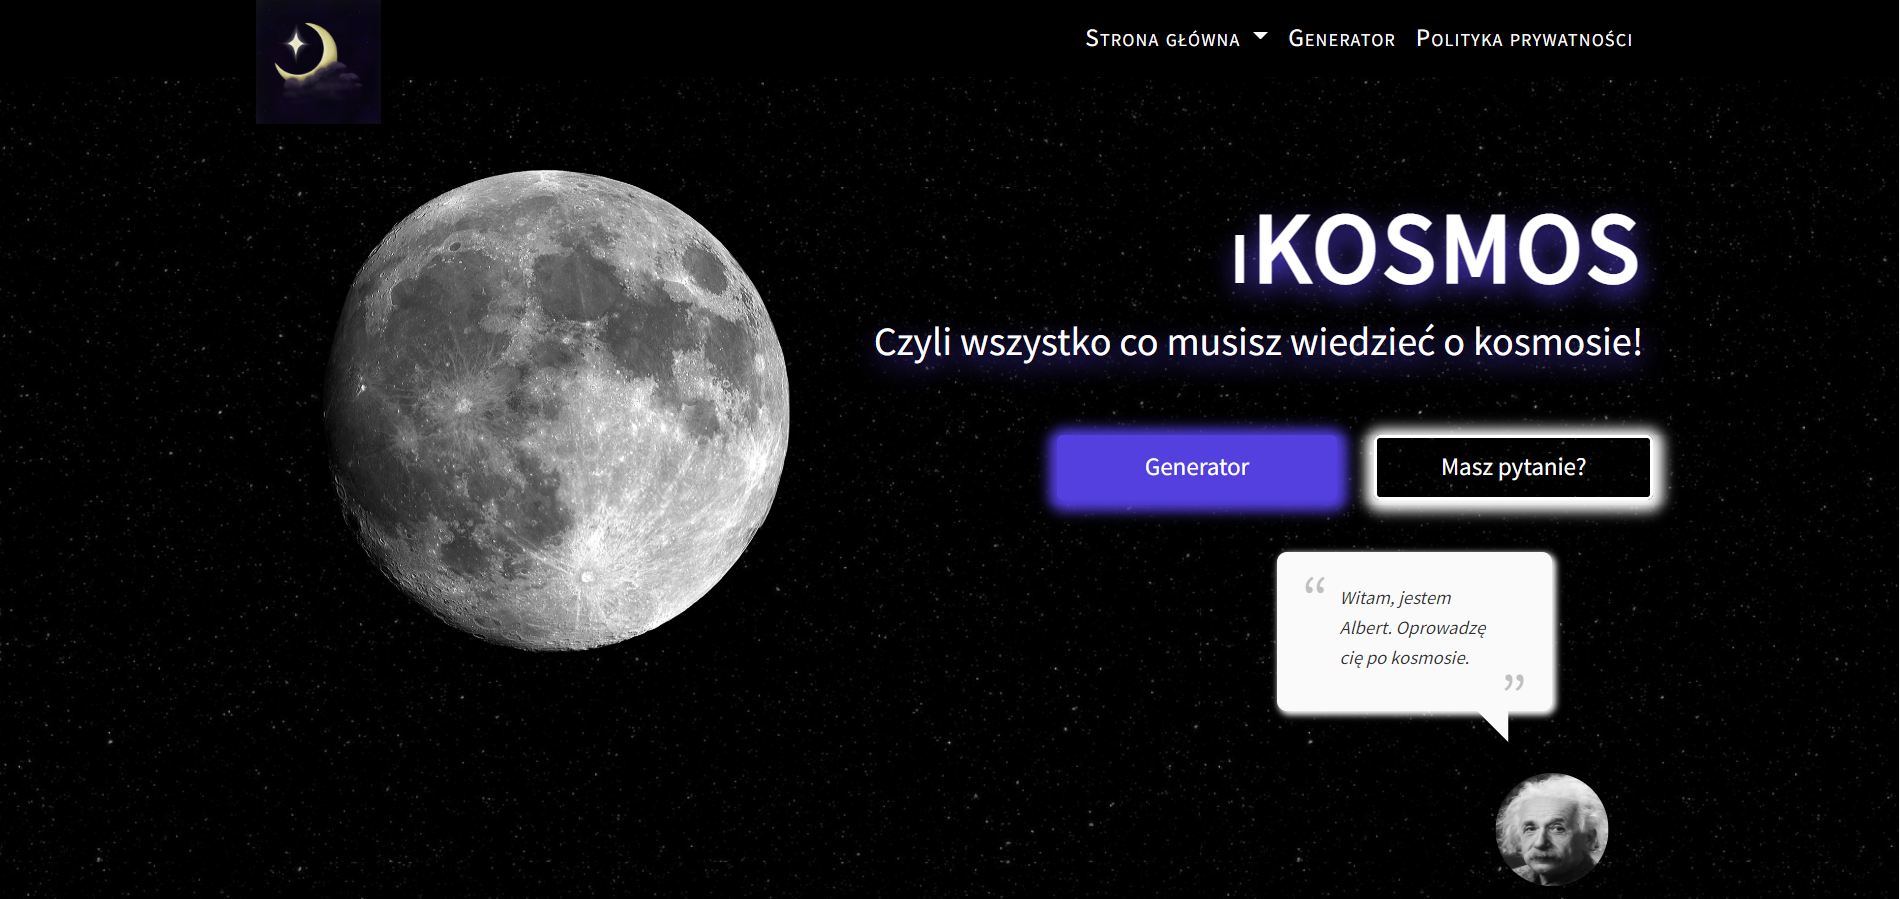 Strona główna
Generator
Polityka prywatności
iKOSMOS
Czyli wszystko co musisz wiedzieć o kosmosie!
Generator
Masz pytanie?
“ Witam, jestem
Albert. Oprowadzę
cię po kosmosie.
”